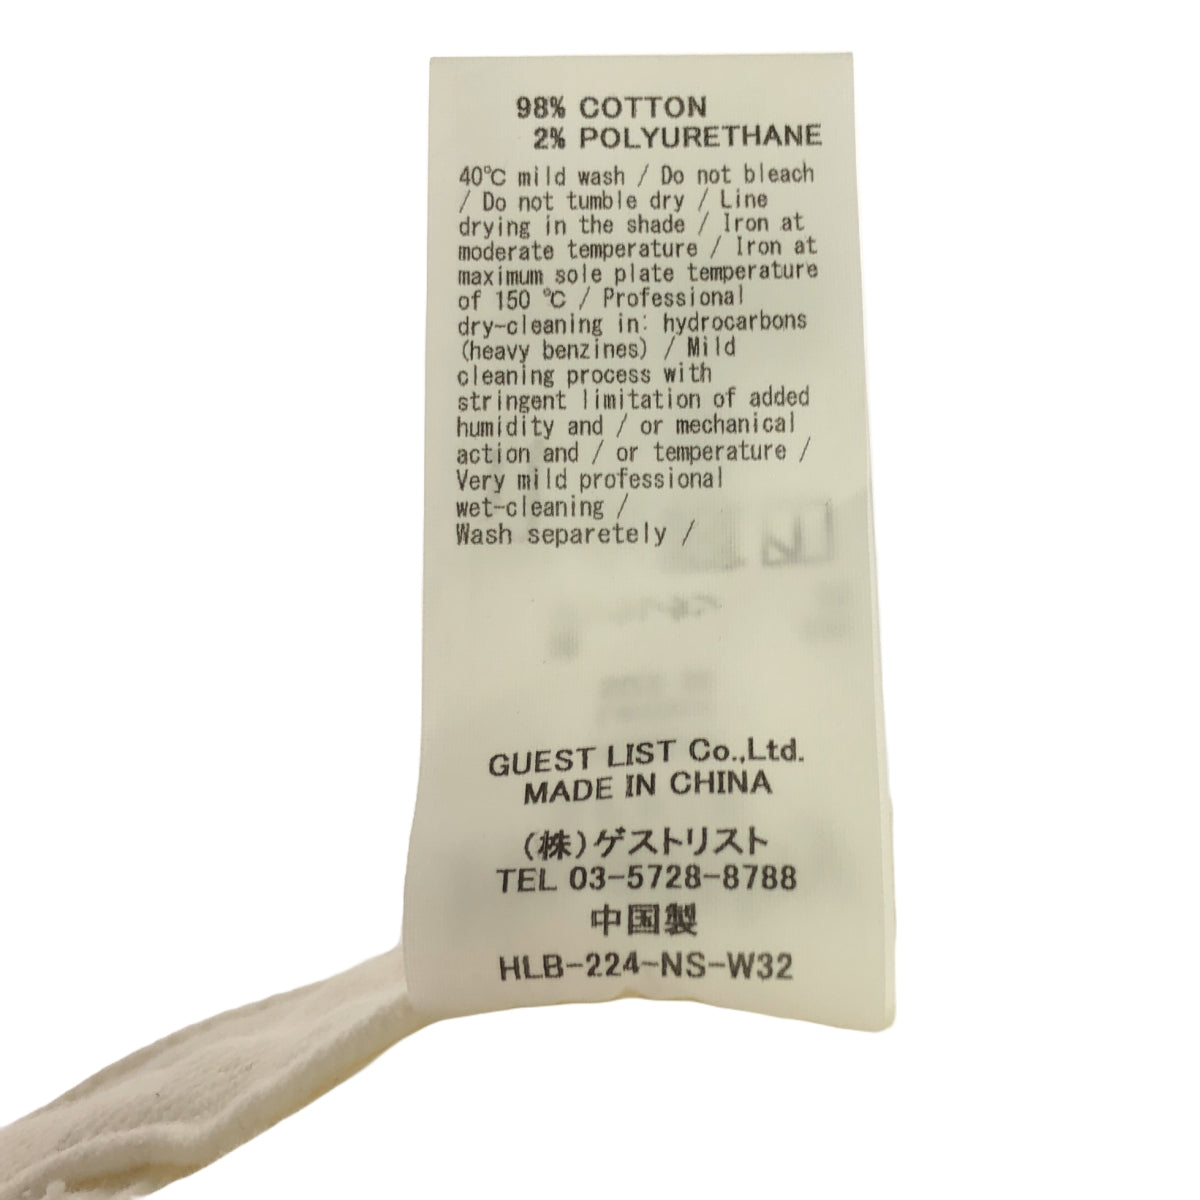 98% COTTON
2% POLYURETHANE
40℃ mild wash / Do not bleach
/ Do not tumble dry / Line
drying in the shade / Iron at
moderate temperature / Iron at
maximum sole plate temperature
of 150 ℃ / Professional
dry-cleaning in: hydrocarbons
(heavy benzines) / Mild
cleaning process with
stringent limitation of added
humidity and / or mechanical
action and / or temperature /
Very mild professional
wet-cleaning /
Wash separetely /
GUEST LIST Co.,Ltd.
MADE IN CHINA
(株)ゲストリスト
TEL 03-5728-8788
中国製
HLB-224-NS-W32